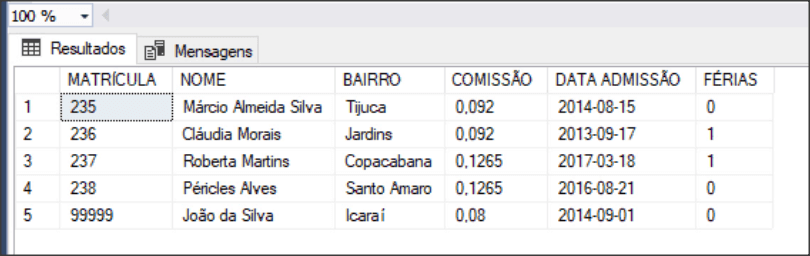 100 %
Resultados Mensagens
MATRÍCULA NOME BAIRRO COMISSÃO DATA ADMISSÃO FÉRIAS
1 235 Márcio Almeida Silva Tijuca 0,092 2014-08-15 0
2 236 Cláudia Morais Jardins 0,092 2013-09-17 1
3 237 Roberta Martins Copacabana 0,1265 2017-03-18 1
4 238 Péricles Alves Santo Amaro 0,1265 2016-08-21 0
5 99999 João da Silva Icaraí 0,08 2014-09-01 0